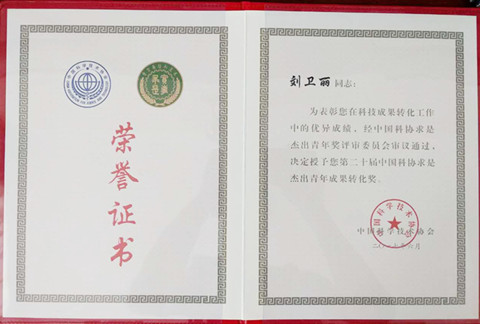 荣誉证书
刘卫丽 同志：
为表彰您在科技成果转化工作
中的优异成绩，经中国科协求是
杰出青年奖评审委员会审议通过，
决定授予您第二十届中国科协求是
杰出青年成果转化奖。
中国科学技术协会